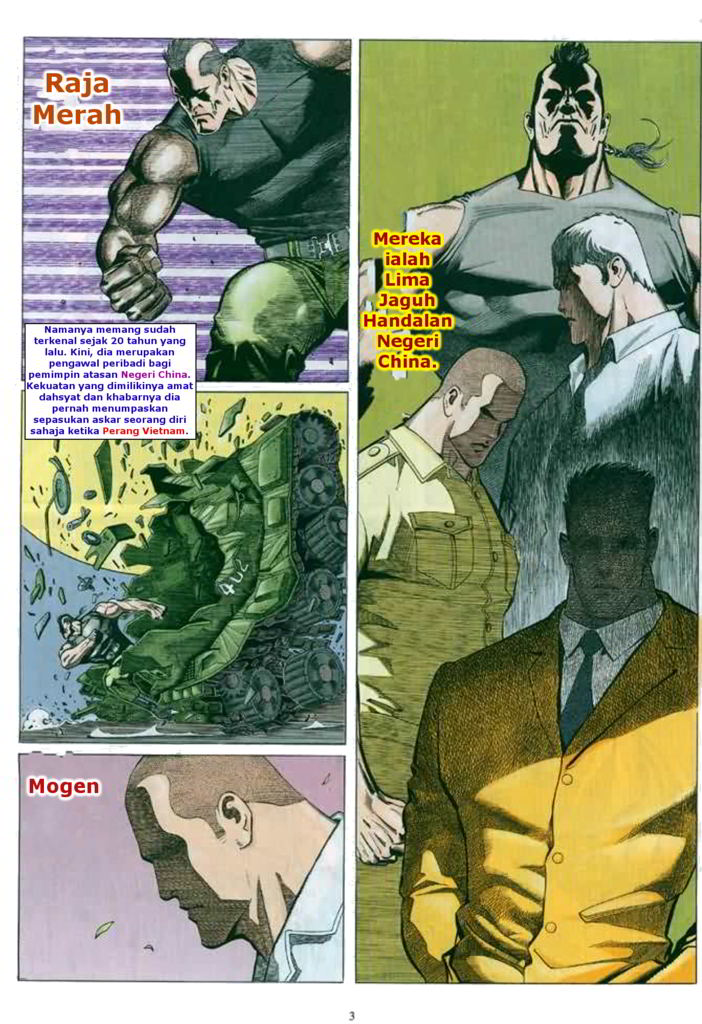 Raja
Merah
Namanya memang sudah
terkenal sejak 20 tahun yang
lalu. Kini, dia merupakan
pengawal peribadi bagi
pemimpin atasan Negeri China.
Kekuatan yang dimilikinya amat
dahsyat dan khabarnya dia
pernah menumpaskan
sepasukan askar seorang diri
sahaja ketika Perang Vietnam.
402
Mogen
Mereka
ialah
Lima
Jaguh
Handalan
Negeri
China.
3